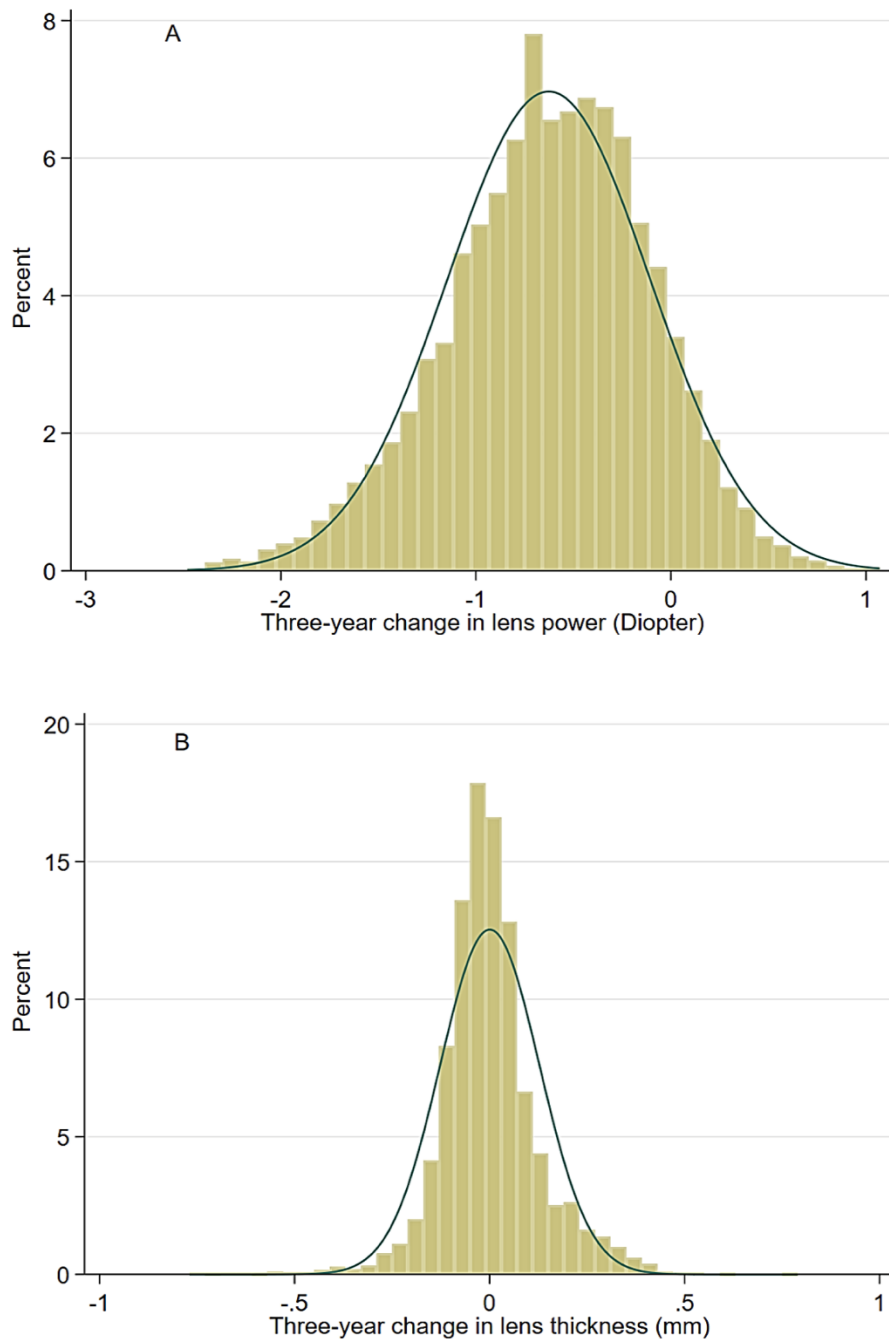 A
8
6
4
2
0
Percent
-3 -2 -1 0 1
Three-year change in lens power (Diopter)
B
20
15
10
5
0
Percent
-1 -.5 0 .5 1
Three-year change in lens thickness (mm)